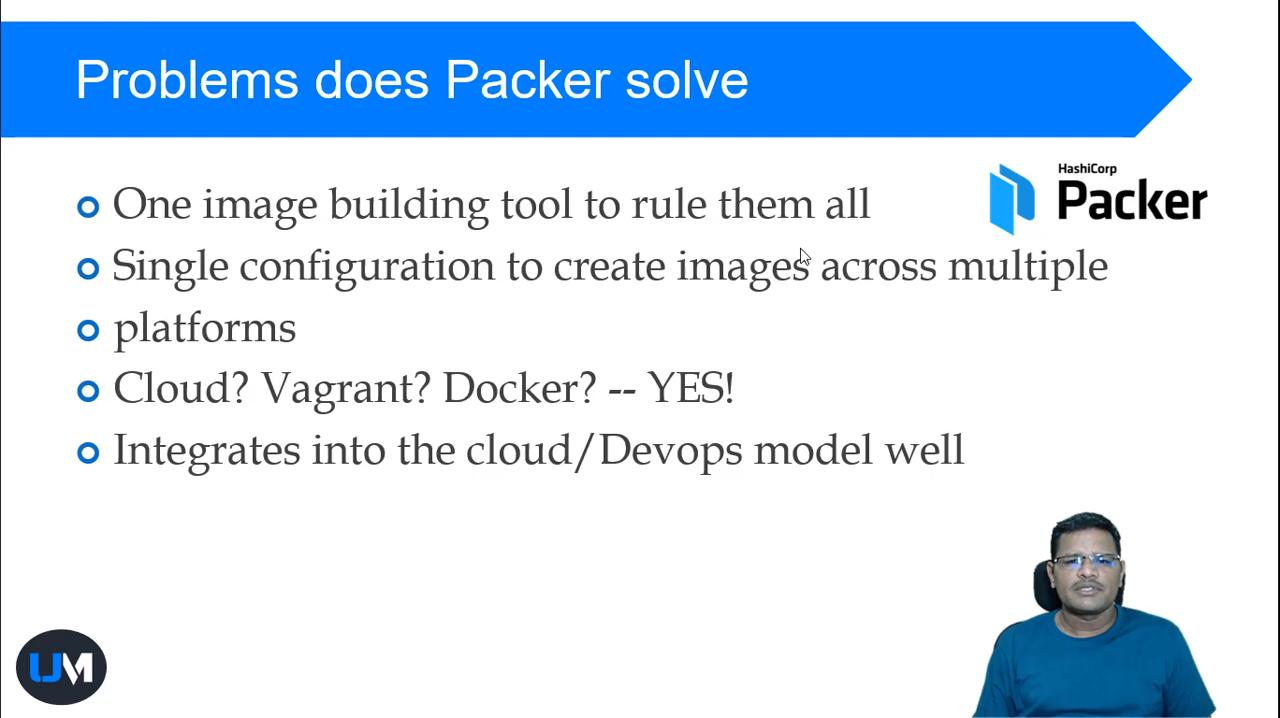 Problems does Packer solve
HashiCorp
Packer
One image building tool to rule them all
Single configuration to create images across multiple
platforms
Cloud? Vagrant? Docker? -- YES!
Integrates into the cloud/Devops model well
UM